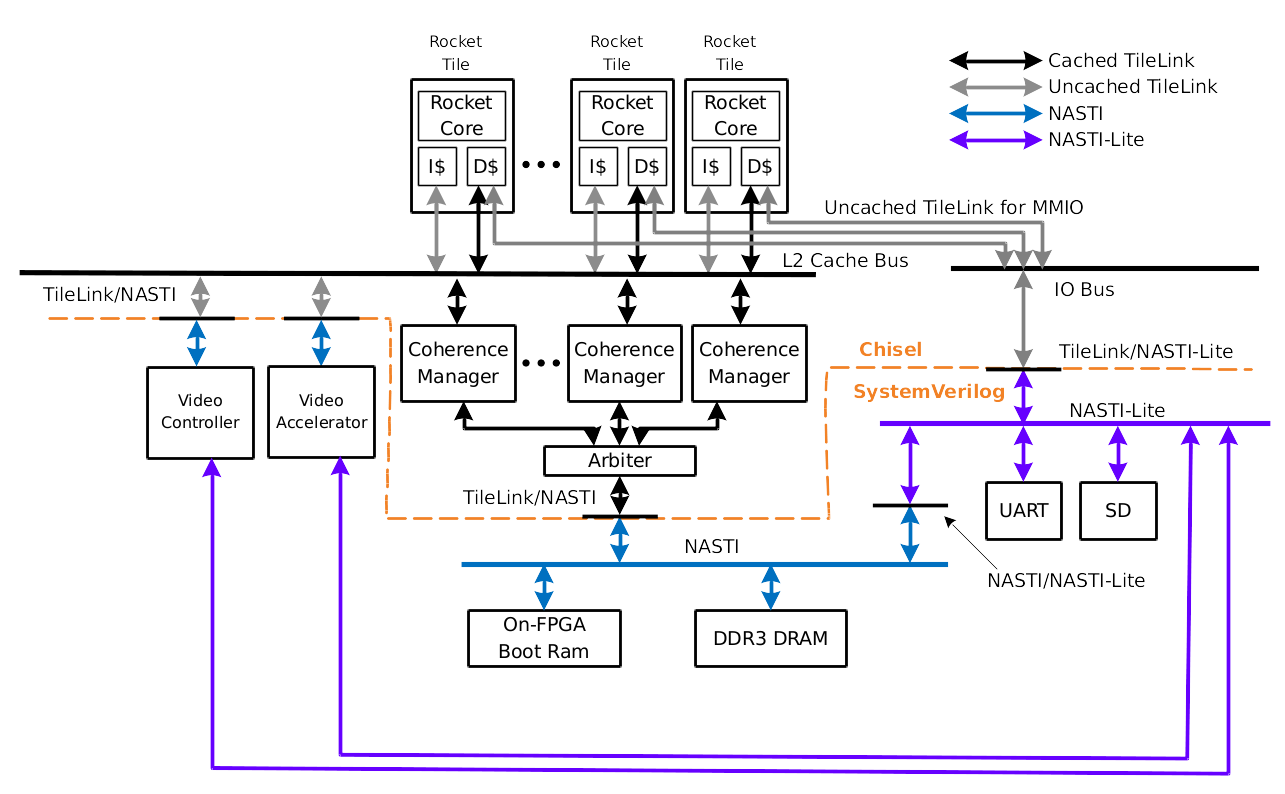 Rocket
Tile
Rocket
Tile
Rocket
Tile
Cached TileLink
Uncached TileLink
NASTI
NASTI-Lite
Rocket
Core
I$
D$
Rocket
Core
I$
D$
Rocket
Core
I$
D$
Uncached TileLink for MMIO
L2 Cache Bus
IO Bus
TileLink/NASTI
Coherence
Manager
Coherence
Manager
Coherence
Manager
Chisel
TileLink/NASTI-Lite
SystemVerilog
NASTI-Lite
Video
Controller
Video
Accelerator
Arbiter
TileLink/NASTI
UART
SD
NASTI
NASTI/NASTI-Lite
On-FPGA
Boot Ram
DDR3 DRAM